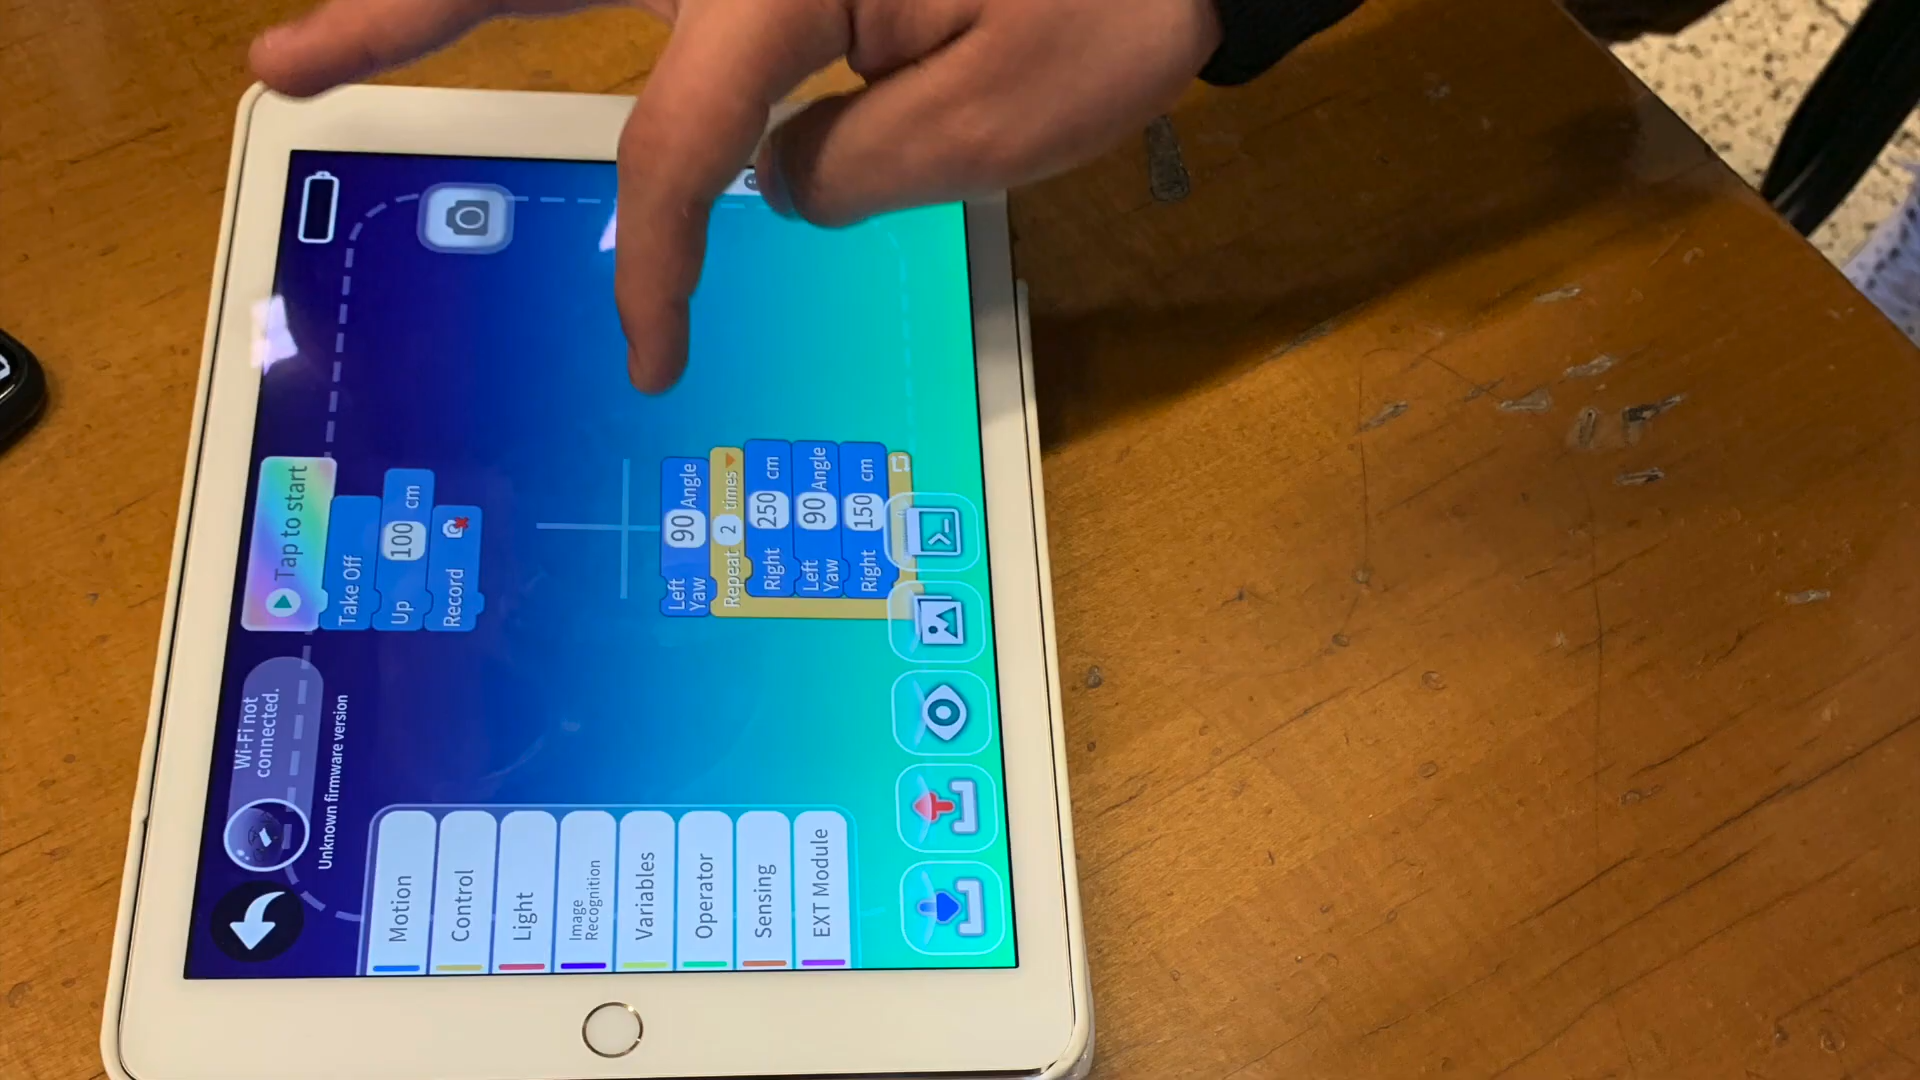 Wi-Fi not
connected.
Unknown firmware version
Tap to start
Take Off
Up 100 cm
Record
Left
Yaw 90 Angle
Repeat 2 times
Right 250 cm
Left
Yaw 90 Angle
Right 150 cm
Motion
Control
Light
Image
Recognition
Variables
Operator
Sensing
EXT Module